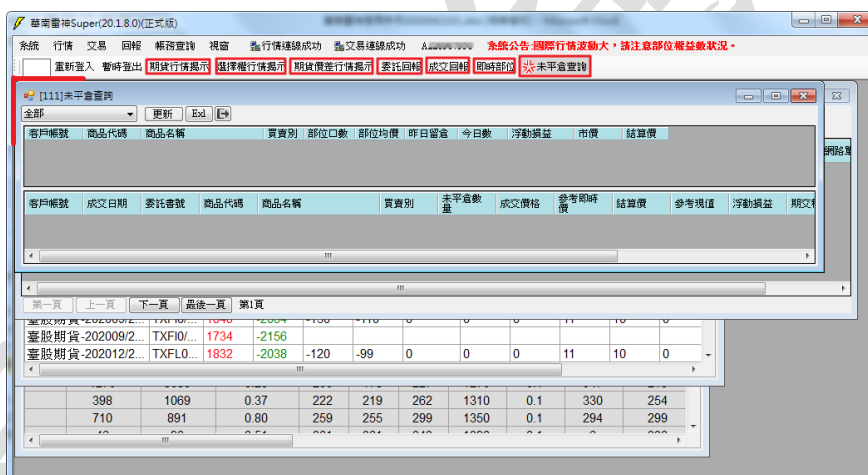 華南雷神Super(20.1.8.0)(正式版)
系統 行情 交易 回報 帳務查詢 視窗 行情連線成功 交易連線成功 系統公告:國際行情波動大，請注意部位權益數狀況。
重新登入 暫時登出 期貨行情揭示 選擇權行情揭示 期貨價差行情揭示 委託回報 成交回報 即時部位 未平倉查詢
[111]未平倉查詢
全部 更新 Exl
客戶帳號 商品代碼 商品名稱 買賣別 部位口數 部位均價 昨日留倉 今日數 浮動損益 市價 結算價
客戶帳號 成交日期 委託書號 商品代碼 商品名稱 買賣別 未平倉數量 成交價格 參考即時價 結算價 參考現值 浮動損益 期交
第一頁 上一頁 下一頁 最後一頁 第1頁
臺股期貨-202009/2... TXFI0/... 1734 -2156
臺股期貨-202012/2... TXFL0... 1832 -2038 -120 -99 0 0 0 11 10 0
398 1069 0.37 222 219 262 1310 0.1 330 254
710 891 0.80 259 255 299 1350 0.1 294 299